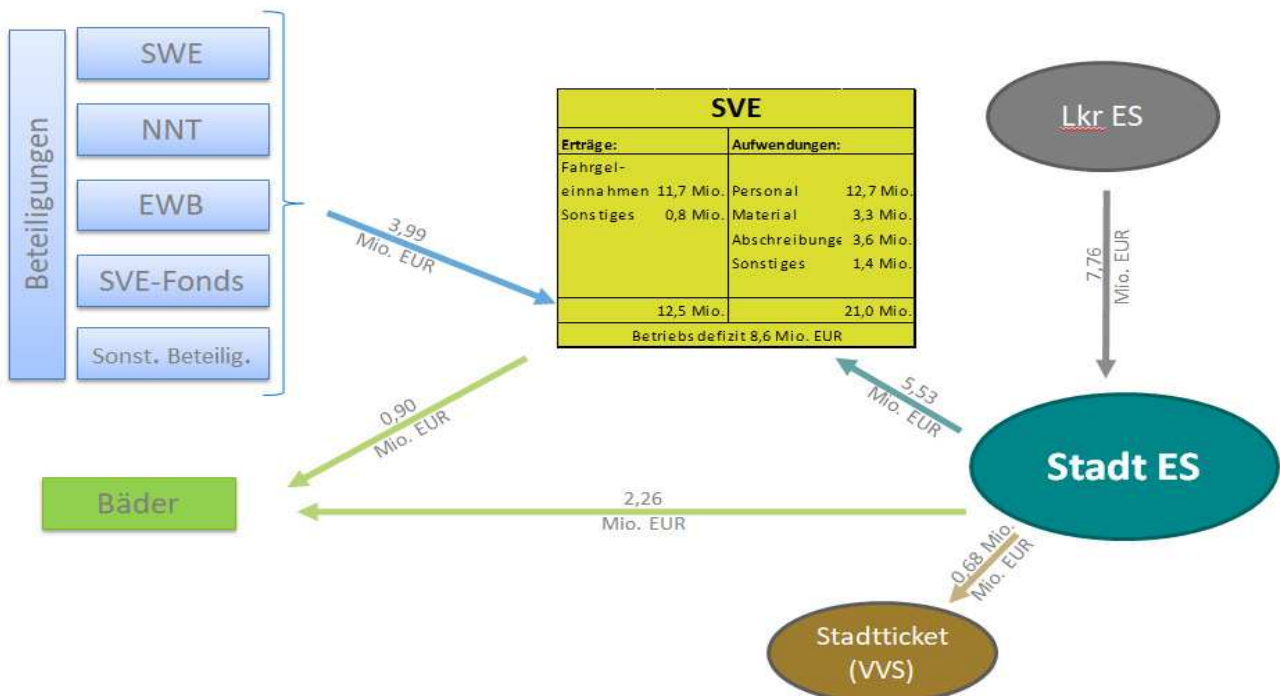 Beteiligungen
SWE
NNT
EWB
SVE-Fonds
Sonst. Beteilig.
3,99
Mio. EUR
SVE
Erträge: Aufwendungen:
Fahrgel-
einnahmen 11,7 Mio. Personal 12,7 Mio.
Sonstiges 0,8 Mio. Material 3,3 Mio.
Abschreibunge 3,6 Mio.
Sonstiges 1,4 Mio.
12,5 Mio. 21,0 Mio.
Betriebsdefizit 8,6 Mio. EUR
Lkr ES
7,76
Mio. EUR
5,53
Mio. EUR
Stadt ES
0,90
Mio. EUR
Bäder
2,26
Mio. EUR
0,68 Mio.
Mio. EUR
Stadtticket
(VVS)